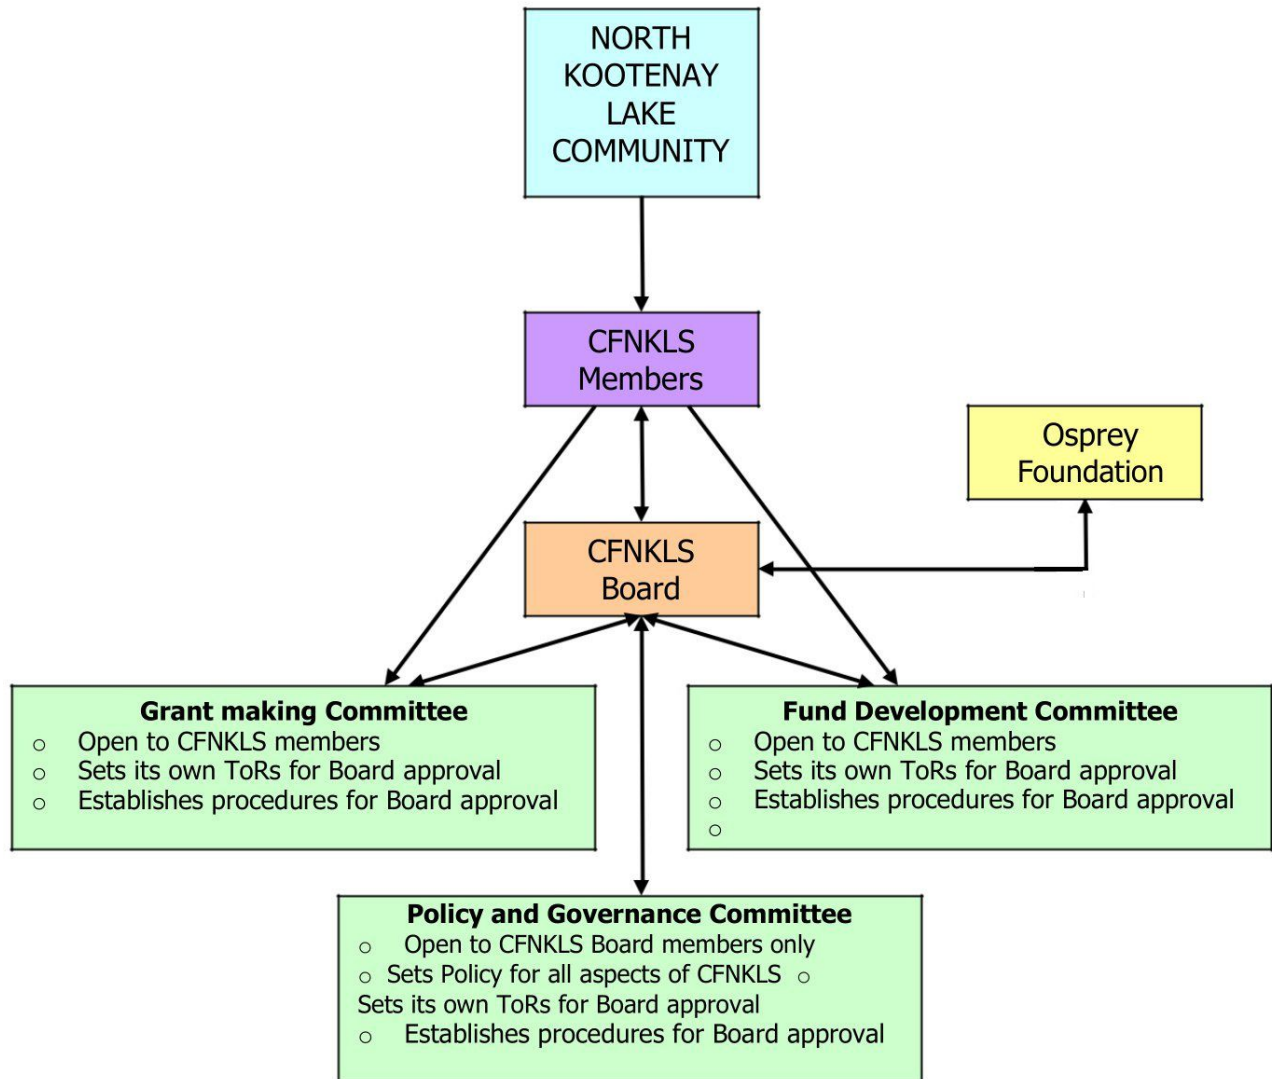 NORTH
KOOTENAY
LAKE
COMMUNITY
CFNKLS
Members
Osprey
Foundation
CFNKLS
Board
Grant making Committee
o Open to CFNKLS members
o Sets its own ToRs for Board approval
o Establishes procedures for Board approval
Fund Development Committee
o Open to CFNKLS members
o Sets its own ToRs for Board approval
o Establishes procedures for Board approval
o
Policy and Governance Committee
o Open to CFNKLS Board members only
o Sets Policy for all aspects of CFNKLS o
Sets its own ToRs for Board approval
o Establishes procedures for Board approval